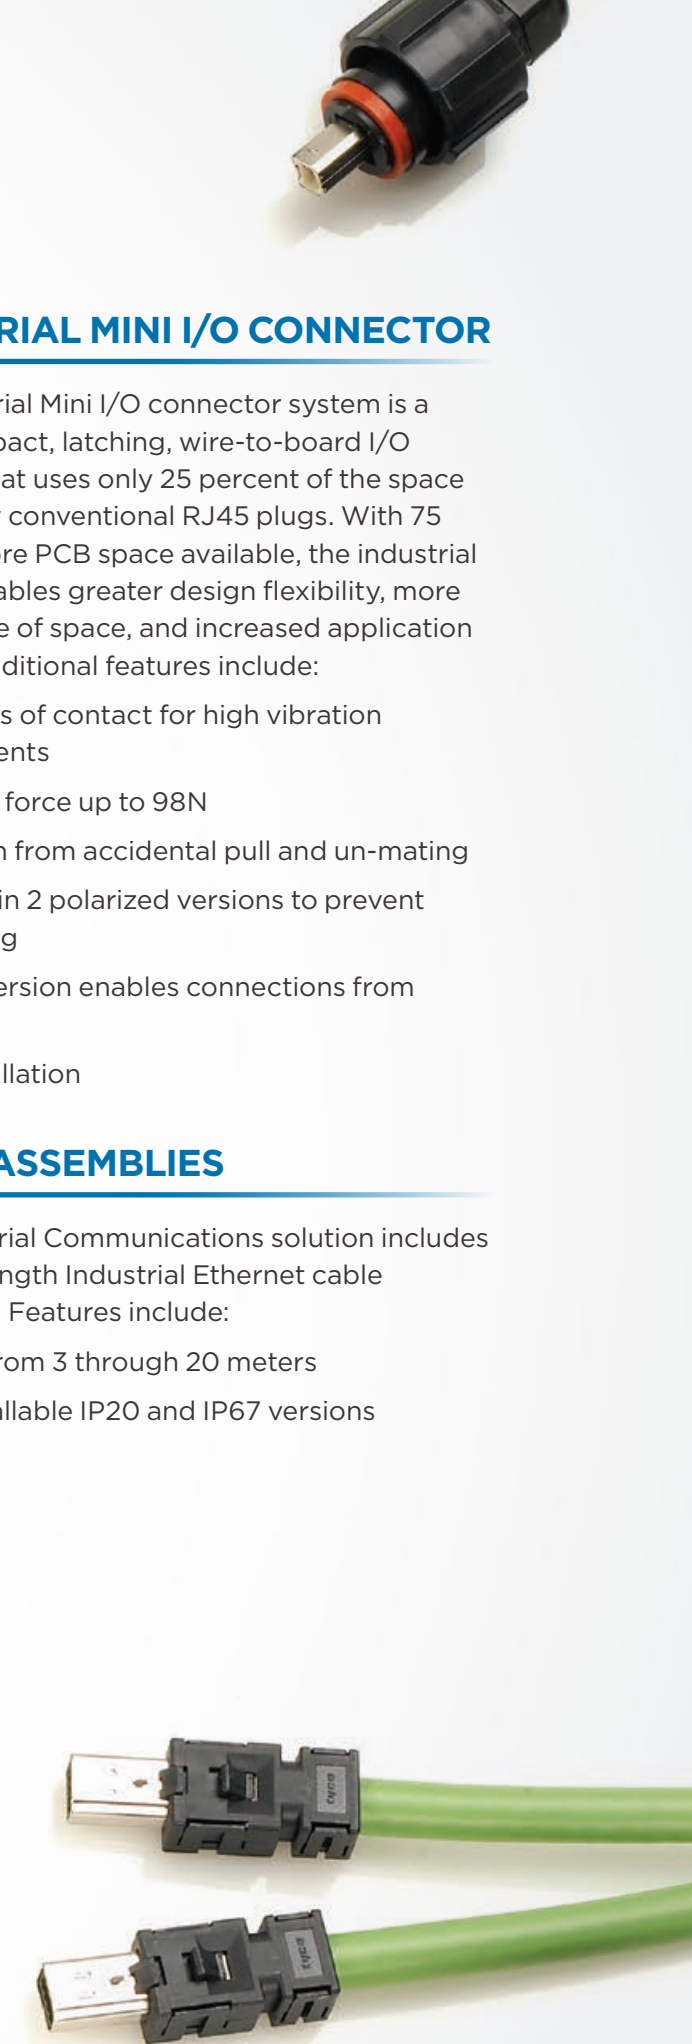 RIAL MINI I/O CONNECTOR
rial Mini I/O connector system is a
pact, latching, wire-to-board I/O
at uses only 25 percent of the space
r conventional RJ45 plugs. With 75
ore PCB space available, the industrial
ables greater design flexibility, more
e of space, and increased application
ditional features include:
s of contact for high vibration
ents
force up to 98N
n from accidental pull and un-mating
in 2 polarized versions to prevent
g
ersion enables connections from
llation
ASSEMBLIES
rial Communications solution includes
ngth Industrial Ethernet cable
Features include:
rom 3 through 20 meters
allable IP20 and IP67 versions
tyco
tyco